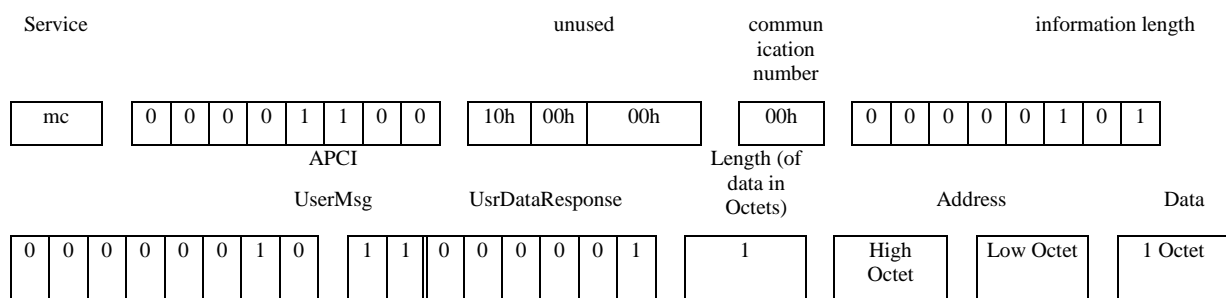 Service unused commun information length
ication
number
mc 0 0 0 0 1 1 0 0 10h 00h 00h 00h 0 0 0 0 0 1 0 1
APCI Length (of
data in
UserMsg UsrDataResponse Octets) Address Data
0 0 0 0 0 0 1 0 1 1 0 0 0 0 0 1 1 High Low Octet 1 Octet
Octet